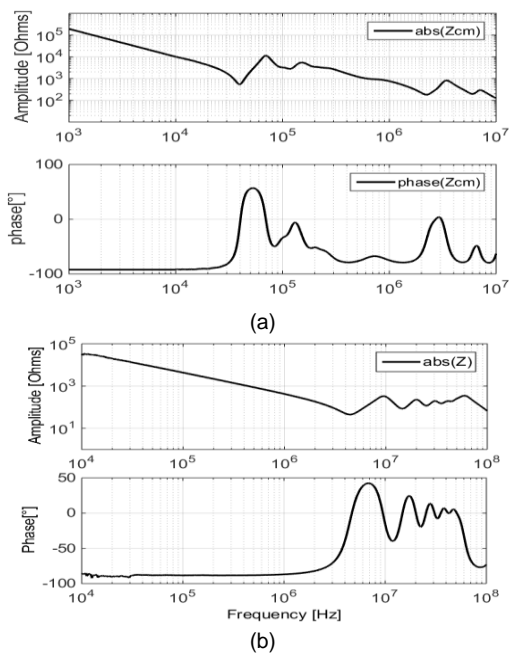 Amplitude [Ohms]
10^5
10^4
10^3
10^2
abs(Zcm)
10^3 10^4 10^5 10^6 10^7
phase[°]
100
0
-100
phase(Zcm)
10^3 10^4 10^5 10^6 10^7
(a)
Amplitude [Ohms]
10^5
10^3
10^1
abs(Z)
10^4 10^5 10^6 10^7 10^8
Phase[°]
50
0
-50
-100
10^4 10^5 10^6 10^7 10^8
Frequency [Hz]
(b)